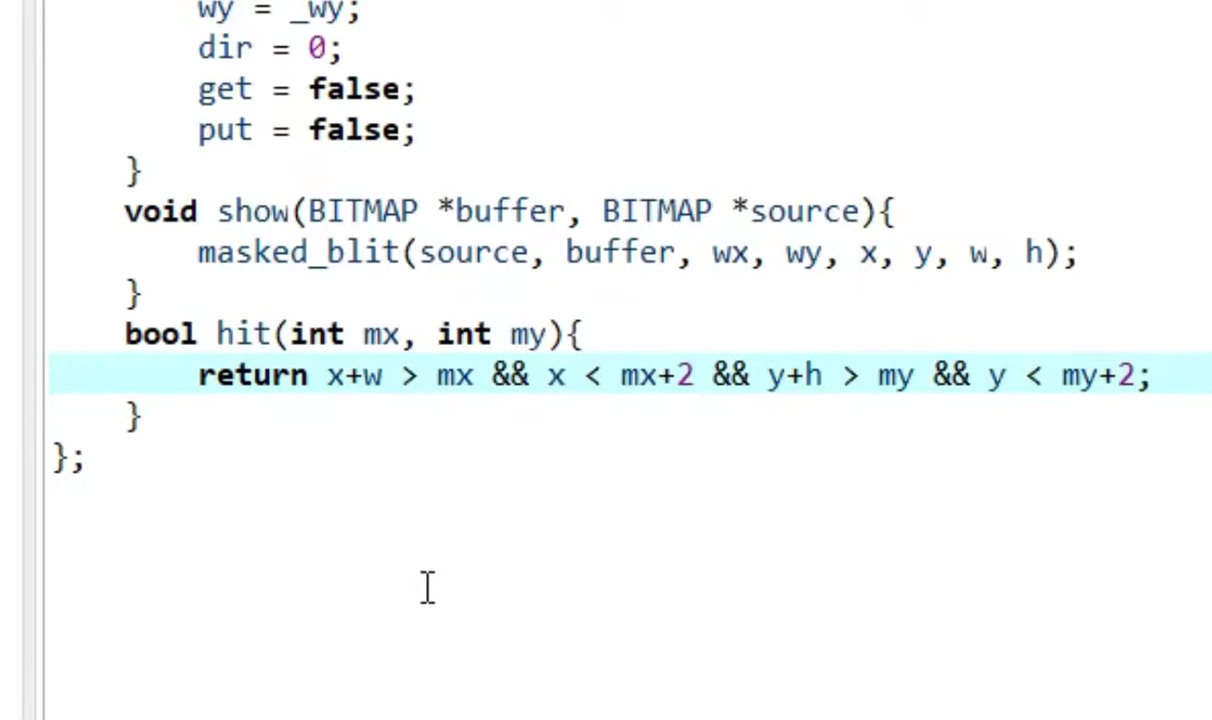 wy = _wy;
dir = 0;
get = false;
put = false;
}
void show(BITMAP *buffer, BITMAP *source){
masked_blit(source, buffer, wx, wy, x, y, w, h);
}
bool hit(int mx, int my){
return x+w > mx && x < mx+2 && y+h > my && y < my+2;
}
};